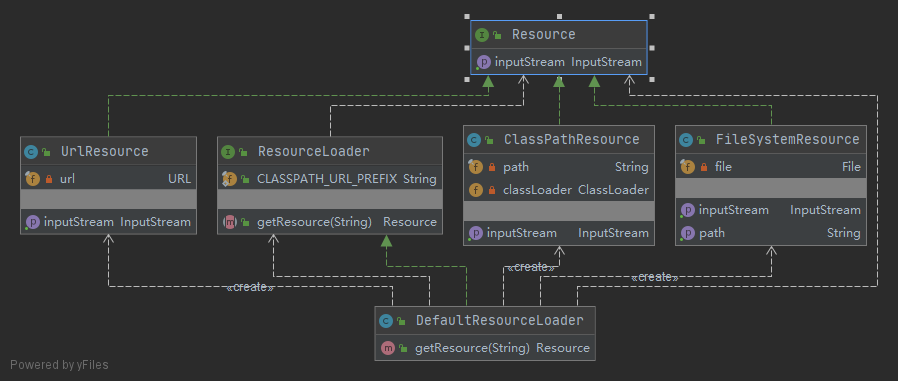 Resource
inputStream InputStream
UrlResource
url URL
inputStream InputStream
ResourceLoader
CLASSPATH_URL_PREFIX String
getResource(String) Resource
ClassPathResource
path String
classLoader ClassLoader
inputStream InputStream
FileSystemResource
file File
inputStream InputStream
path String
«create»
«create»
«create»
DefaultResourceLoader
getResource(String) Resource
Powered by yFiles